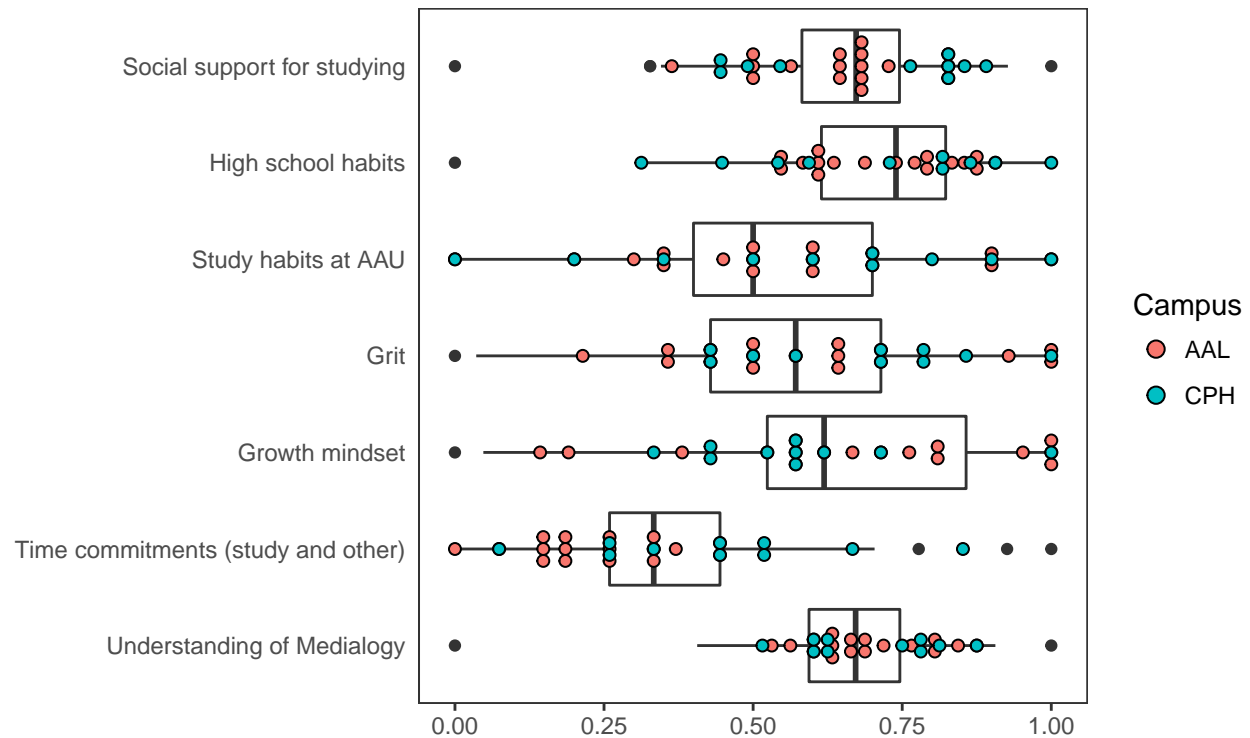 Social support for studying
High school habits
Study habits at AAU
Grit
Growth mindset
Time commitments (study and other)
Understanding of Medialogy
0.00 0.25 0.50 0.75 1.00
Campus
AAL
CPH